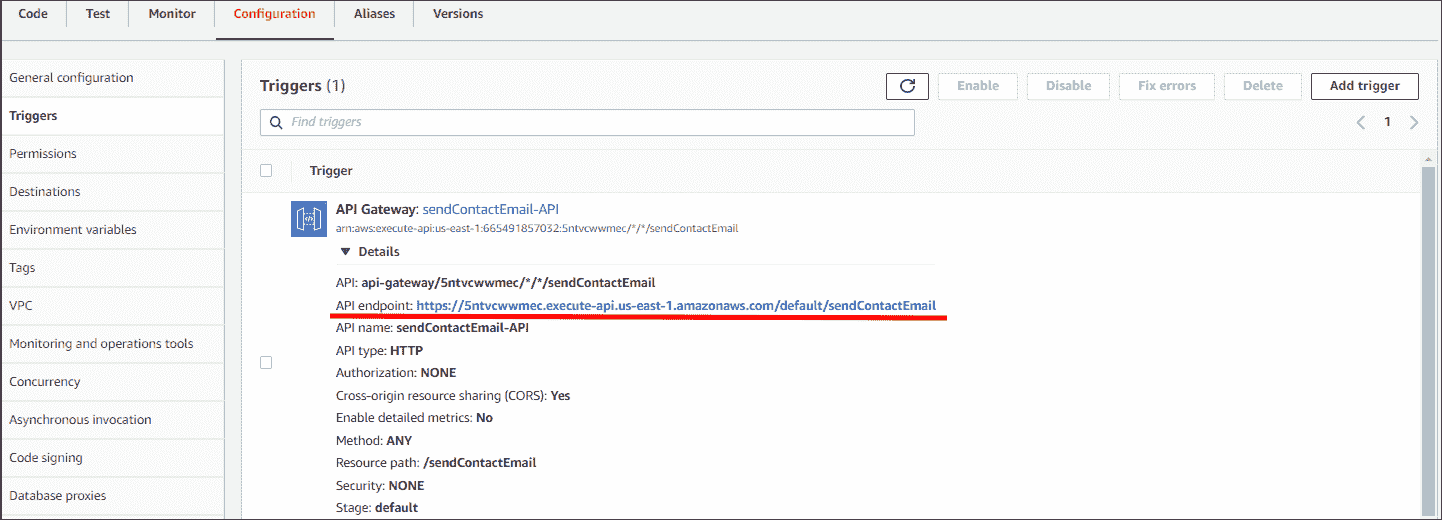 Code Test Monitor Configuration Aliases Versions
General configuration
Triggers
Permissions
Destinations
Environment variables
Tags
VPC
Monitoring and operations tools
Concurrency
Asynchronous invocation
Code signing
Database proxies
Triggers (1)
Enable Disable Fix errors Delete Add trigger
Find triggers
1
Trigger
API Gateway: sendContactEmail-API
arn:aws:execute-api:us-east-1:665491857032:5ntvcwwmec/*/*/sendContactEmail
Details
API: api-gateway/5ntvcwwmec/*/*/sendContactEmail
API endpoint: https://5ntvcwwmec.execute-api.us-east-1.amazonaws.com/default/sendContactEmail
API name: sendContactEmail-API
API type: HTTP
Authorization: NONE
Cross-origin resource sharing (CORS): Yes
Enable detailed metrics: No
Method: ANY
Resource path: /sendContactEmail
Security: NONE
Stage: default